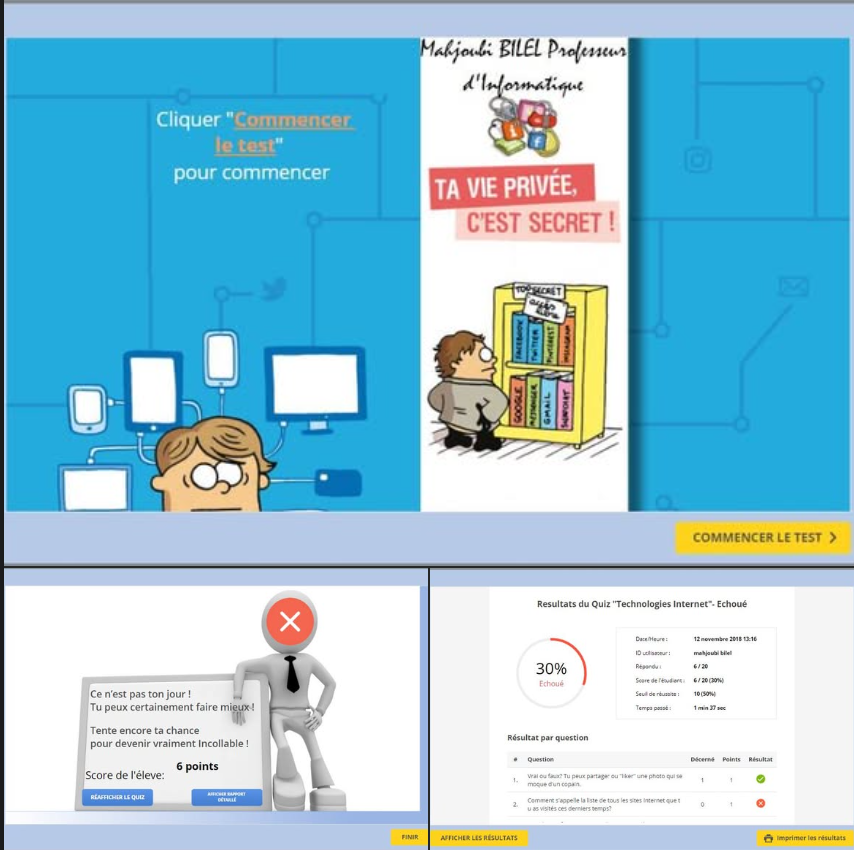 Mahjoubi BILEL Professeur
d'Informatique
Cliquer "Commencer
le test"
pour commencer
TA VIE PRIVÉE,
C'EST SECRET !
TOP SECRET
accès
libre
FACEBOOK
TWITTER
PINTEREST
INSTAGRAM
GOOGLE
MESSENGER
GMAIL
SNAPCHAT
COMMENCER LE TEST
Ce n'est pas ton jour !
Tu peux certainement faire mieux !
Tente encore ta chance
pour devenir vraiment Incollable !
6 points
Score de l'éleve:
RÉAFFICHER LE QUIZ
AFFICHER RAPPORT
DÉTAILLÉ
FINIR
Resultats du Quiz "Technologies Internet"- Echoué
30%
Echoué
Date/Heure : 12 novembre 2019 13:16
ID utilisateur : mahjoubi bilel
Répondu : 6 / 20
Score de l'étudiant : 6 / 20 (30%)
Seuil de réussite : 10 (50%)
Temps passé : 1 min 37 sec
Résultat par question
# Question Décerné Points Résultat
1. Vrai ou faux? Tu peux partager ou "liker" une photo qui se 1 1
moque d'un copain.
2. Comment s'appelle la liste de tous les sites Internet que t 0 1
u as visités ces derniers temps?
AFFICHER LES RÉSULTATS
Imprimer les résultats